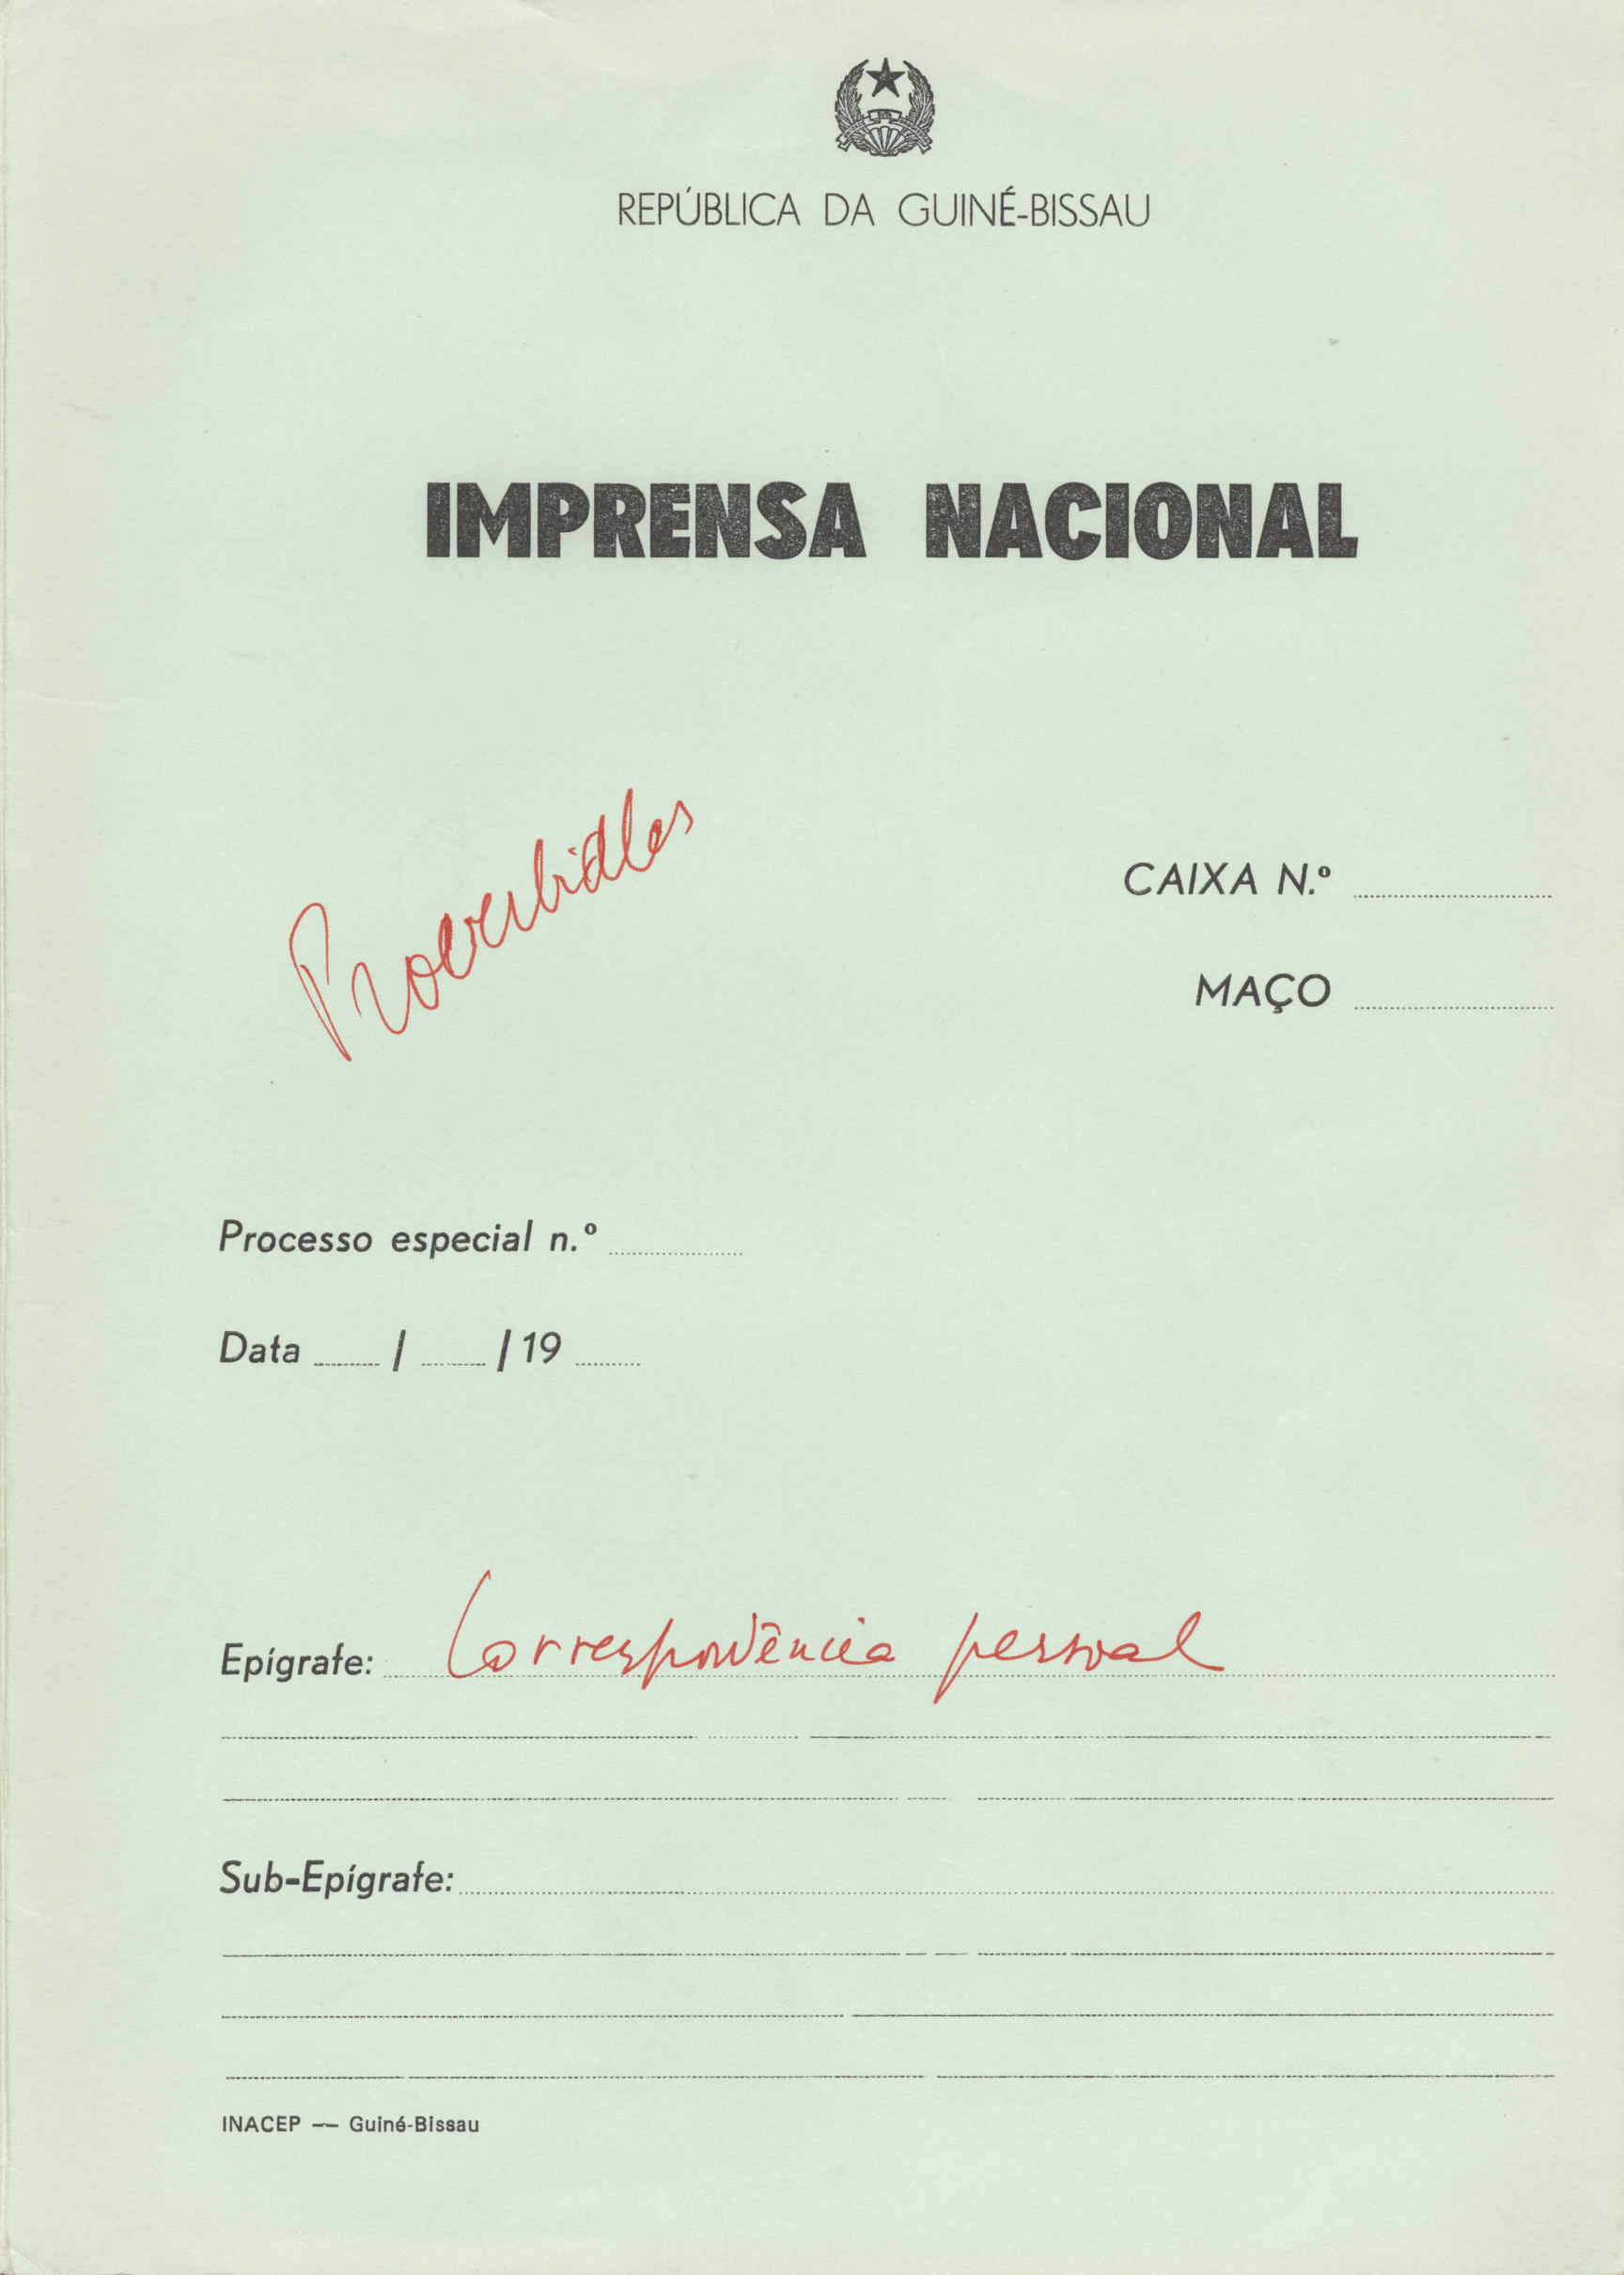 REPÚBLICA DA GUINÉ-BISSAU
IMPRENSA NACIONAL
CAIXA N.º
MAÇO
Processo especial n.º
Data / / 19
Epígrafe: Correspondência pessoal
Sub-Epígrafe:
INACEP — Guiné-Bissau